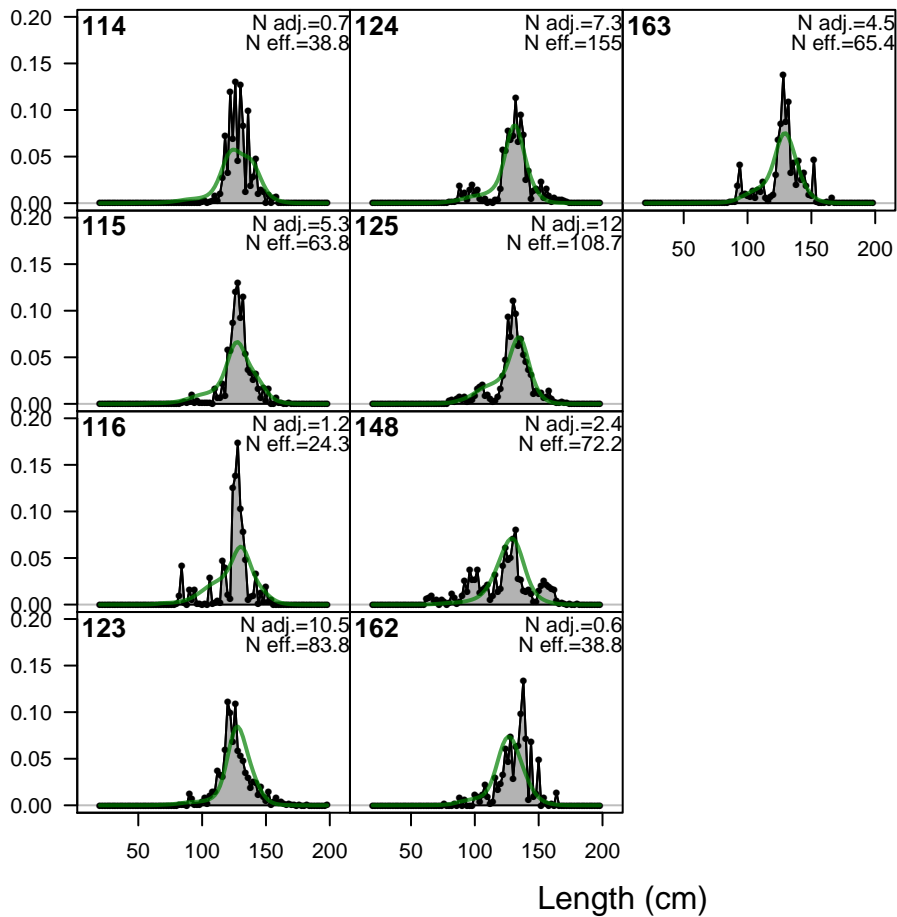 0.20
0.15
0.10
0.05
0.00
114
N adj.=0.7
N eff.=38.8
124
N adj.=7.3
N eff.=155
163
N adj.=4.5
N eff.=65.4
50 100 150 200
0.20
0.15
0.10
0.05
0.00
115
N adj.=5.3
N eff.=63.8
125
N adj.=12
N eff.=108.7
0.20
0.15
0.10
0.05
0.00
116
N adj.=1.2
N eff.=24.3
148
N adj.=2.4
N eff.=72.2
0.20
0.15
0.10
0.05
0.00
123
N adj.=10.5
N eff.=83.8
162
N adj.=0.6
N eff.=38.8
50 100 150 200
50 100 150 200
Length (cm)